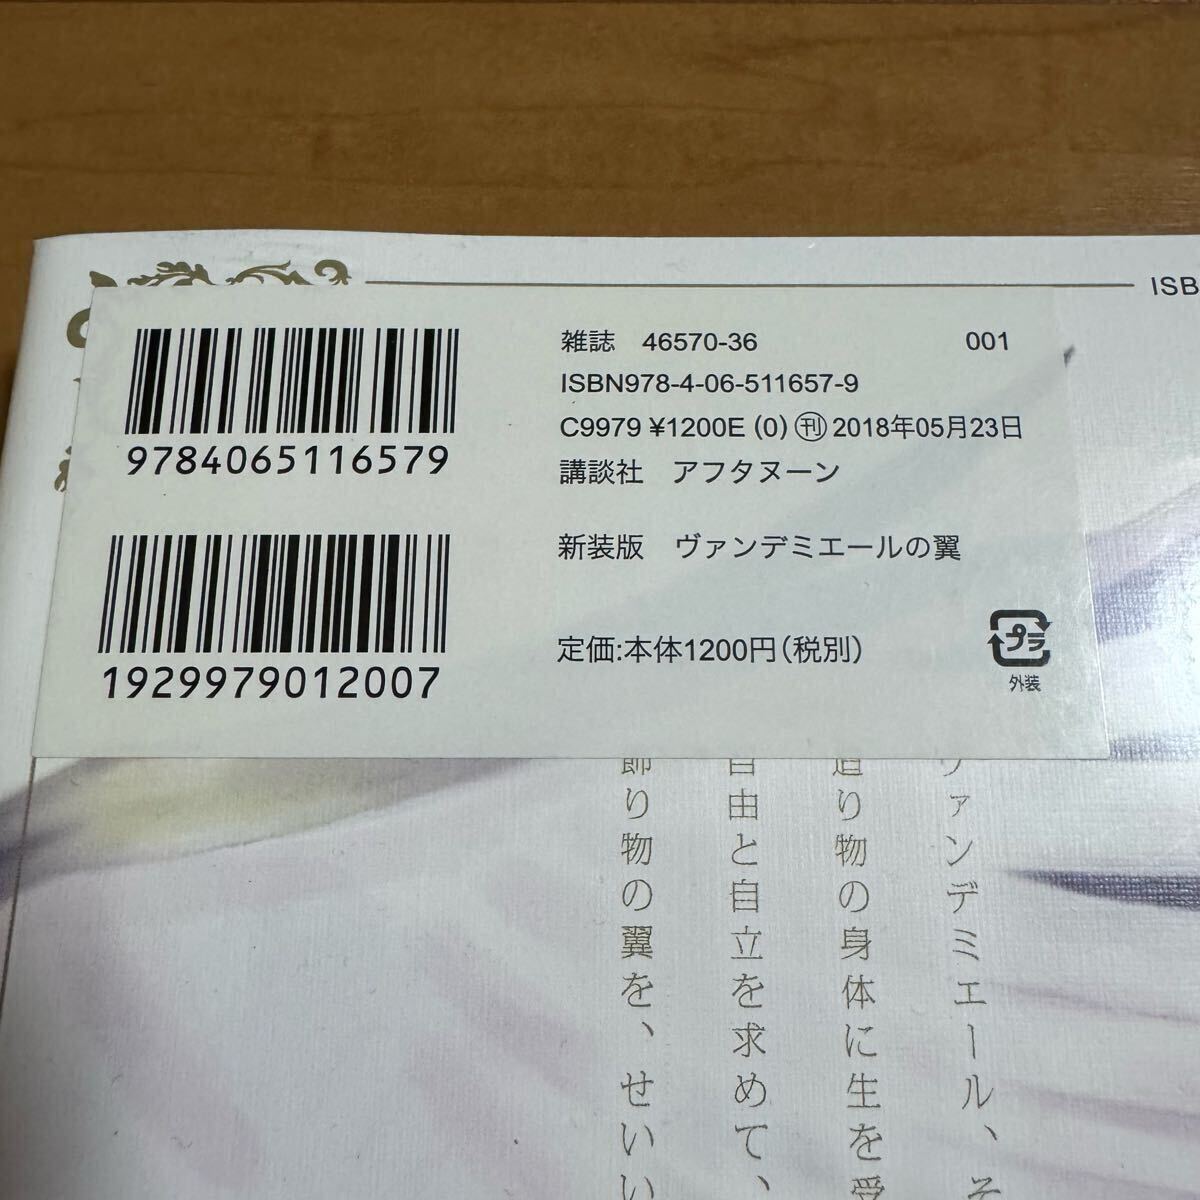 ISB
9784065116579
1929979012007
雑誌　46570-36　001
ISBN978-4-06-511657-9
C9979 ¥1200E (0) ㊕2018年05月23日
講談社　アフタヌーン
新装版　ヴァンデミエールの翼
定価:本体1200円(税別)
プラ
外装
ヴァンデミエール、そ
造り物の身体に生を受
自由と自立を求めて、
飾り物の翼を、せいい